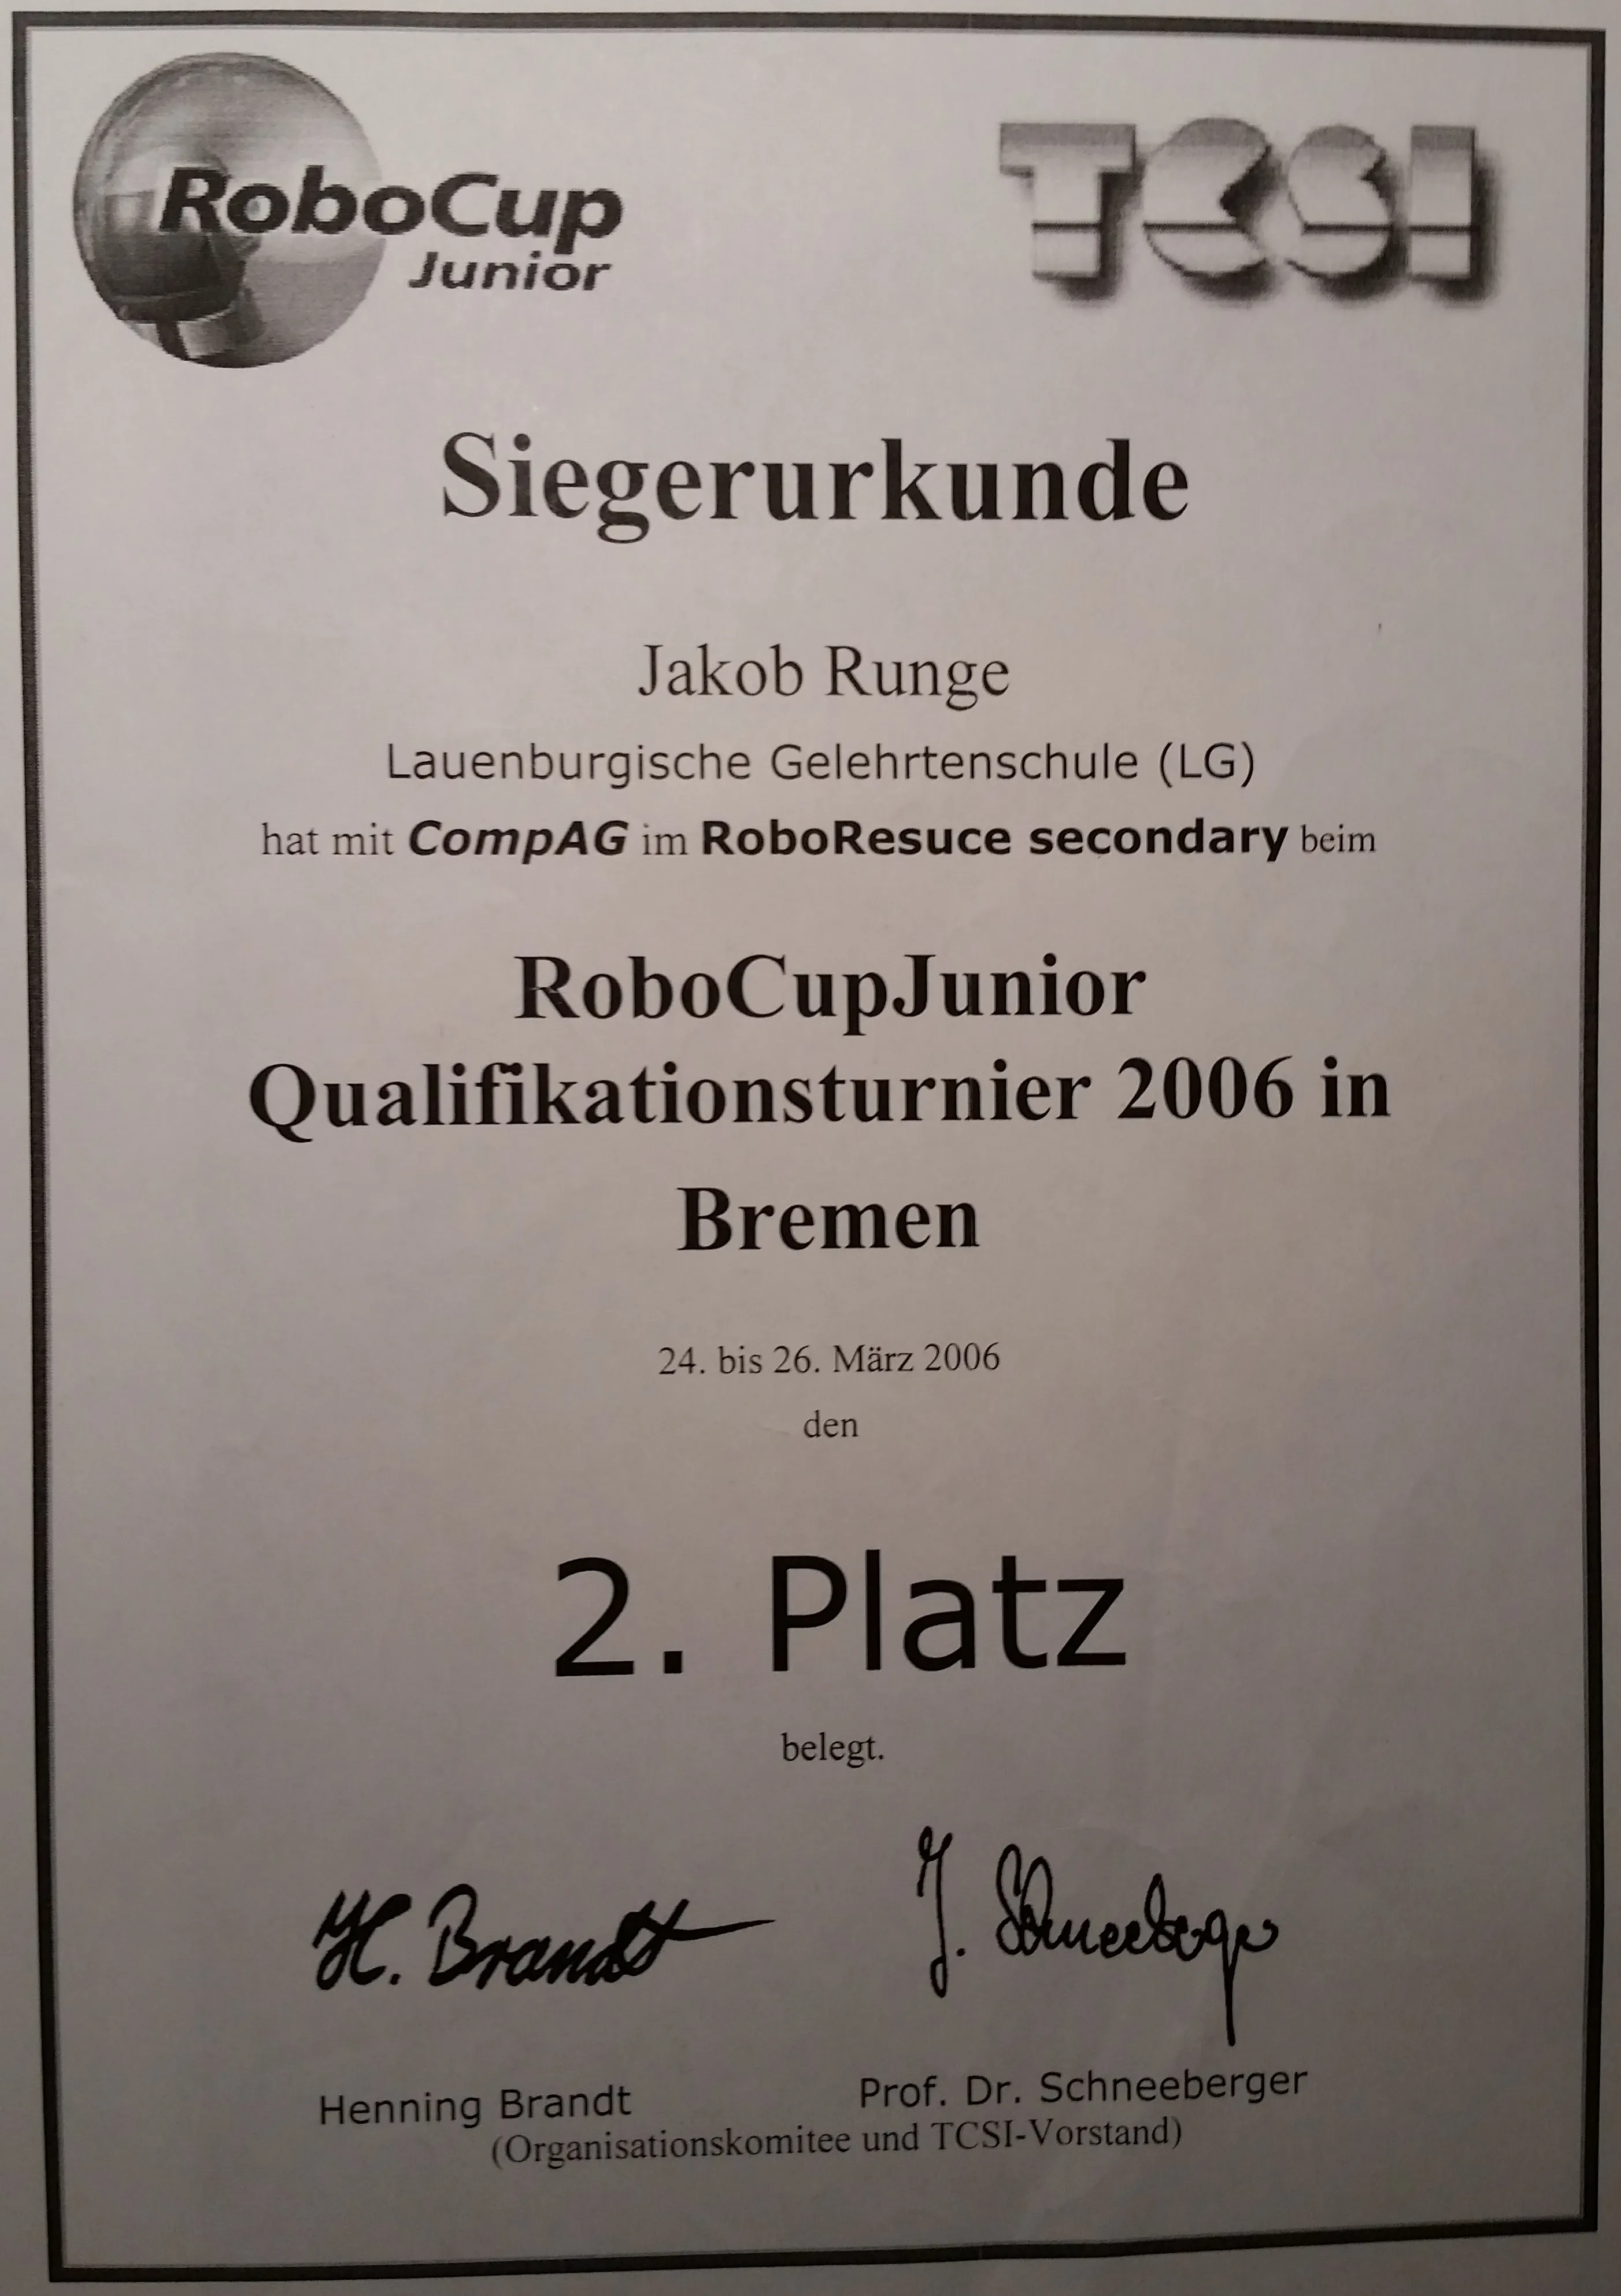 RoboCup
Junior
TCSI
Siegerurkunde
Jakob Runge
Lauenburgische Gelehrtenschule (LG)
hat mit CompAG im RoboResuce secondary beim
RoboCupJunior
Qualifikationsturnier 2006 in
Bremen
24. bis 26. März 2006
den
2. Platz
belegt.
H. Brandt
J. Schneeberger
Henning Brandt
Prof. Dr. Schneeberger
(Organisationskomitee und TCSI-Vorstand)